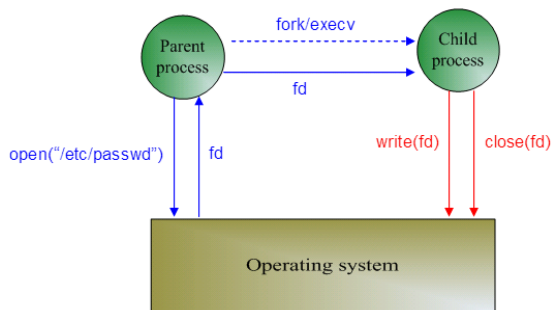 fork/execv
Parent
process
Child
process
fd
open(“/etc/passwd”)
fd
write(fd)
close(fd)
Operating system